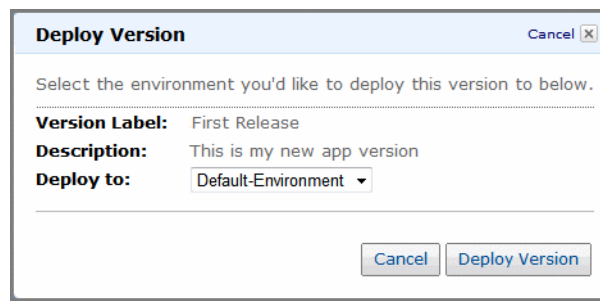 Deploy Version Cancel
Select the environment you'd like to deploy this version to below.
Version Label: First Release
Description: This is my new app version
Deploy to: Default-Environment
Cancel Deploy Version